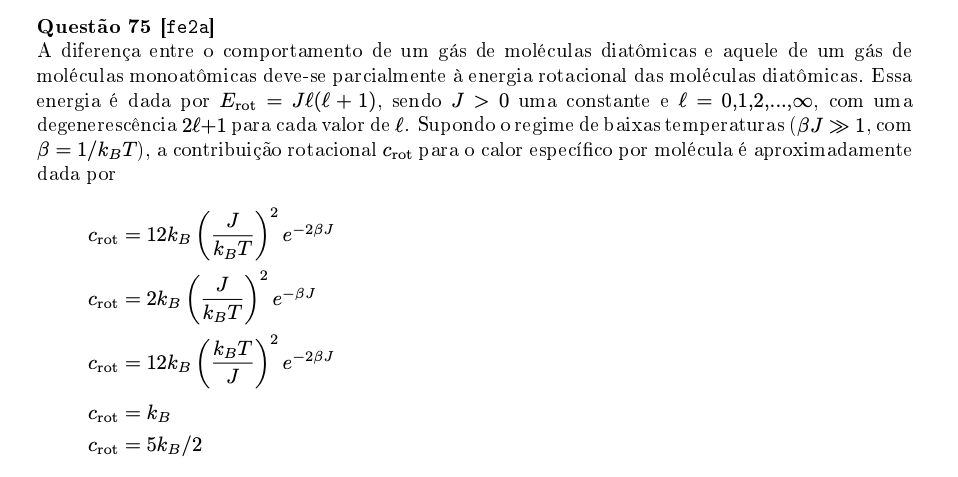 Questão 75 [fe2a]
A diferença entre o comportamento de um gás de moléculas diatômicas e aquele de um gás de
moléculas monoatômicas deve-se parcialmente à energia rotacional das moléculas diatômicas. Essa
energia é dada por $E_{\text{rot}} = J\ell(\ell + 1)$, sendo $J > 0$ uma constante e $\ell = 0,1,2,...,\infty$, com uma
degenerescência $2\ell+1$ para cada valor de $\ell$. Supondo o regime de baixas temperaturas ($\beta J \gg 1$, com
$\beta = 1/k_B T$), a contribuição rotacional $c_{\text{rot}}$ para o calor específico por molécula é aproximadamente
dada por
$c_{\text{rot}} = 12k_B \left(\frac{J}{k_B T}\right)^2 e^{-2\beta J}$
$c_{\text{rot}} = 2k_B \left(\frac{J}{k_B T}\right)^2 e^{-\beta J}$
$c_{\text{rot}} = 12k_B \left(\frac{k_B T}{J}\right)^2 e^{-2\beta J}$
$c_{\text{rot}} = k_B$
$c_{\text{rot}} = 5k_B/2$